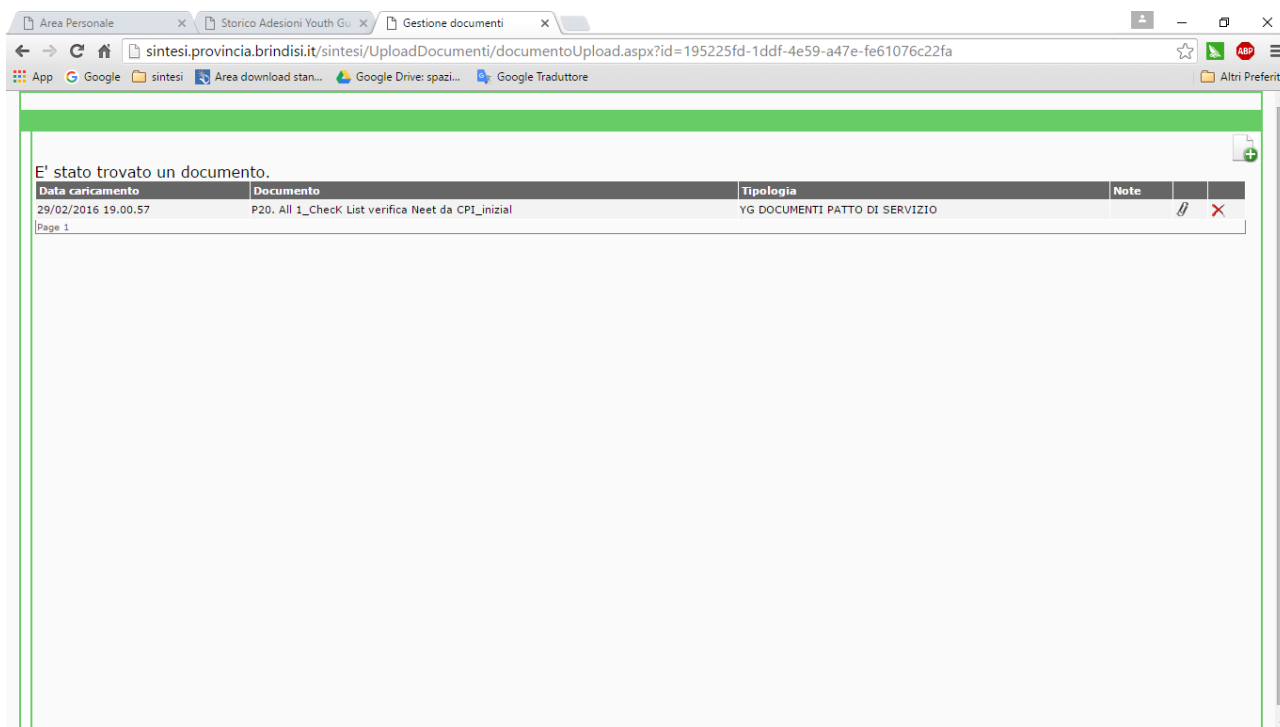 Area Personale
Storico Adesioni Youth Gu
Gestione documenti
sintesi.provincia.brindisi.it/sintesi/UploadDocumenti/documentoUpload.aspx?id=195225fd-1ddf-4e59-a47e-fe61076c22fa
ABP
App Google sintesi Area download stan... Google Drive: spazi... Google Traduttore Altri Preferit
E' stato trovato un documento.
Data caricamento Documento Tipologia Note
29/02/2016 19.00.57 P20. All 1_ChecK List verifica Neet da CPI_inizial YG DOCUMENTI PATTO DI SERVIZIO
Page 1